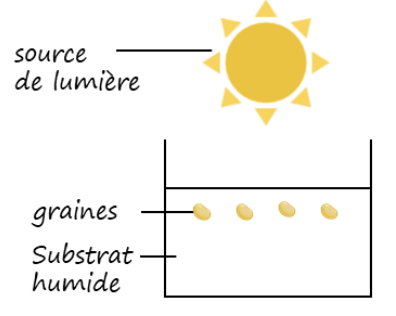 source
de lumière
graines
Substrat
humide